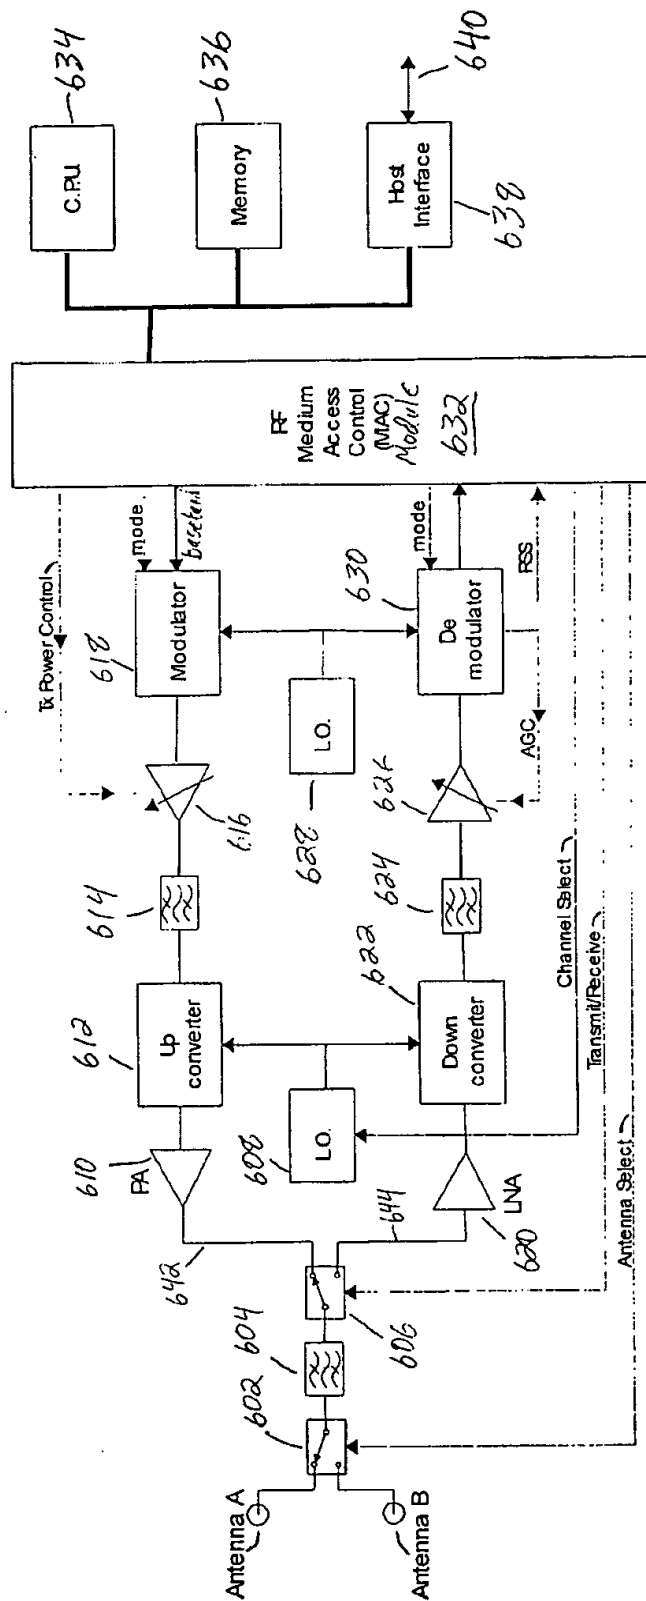 Antenna A
Antenna B
602
604
606
642
644
PA
610
LNA
620
L.O.
608
Up
converter
612
Down
converter
622
614
624
616
626
L.O.
628
Modulator
618
De
modulator
630
mode
baseband
mode
Tx Power Control
AGC
RSS
Channel Select
Transmit/Receive
Antenna Select
RF
Medium
Access
Control
(MAC)
Module
632
C.P.U.
634
Memory
636
Host
Interface
638
640